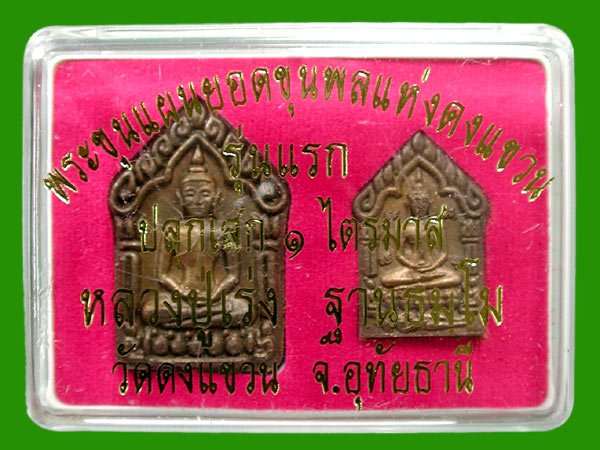 พระขุนแผนยอดขุนพลแห่งดงแขวน
รุ่นแรก
ปลุกเสก ๑ ไตรมาส
หลวงปู่เร่ง ฐานธมฺโม
วัดดงแขวน จ.อุทัยธานี